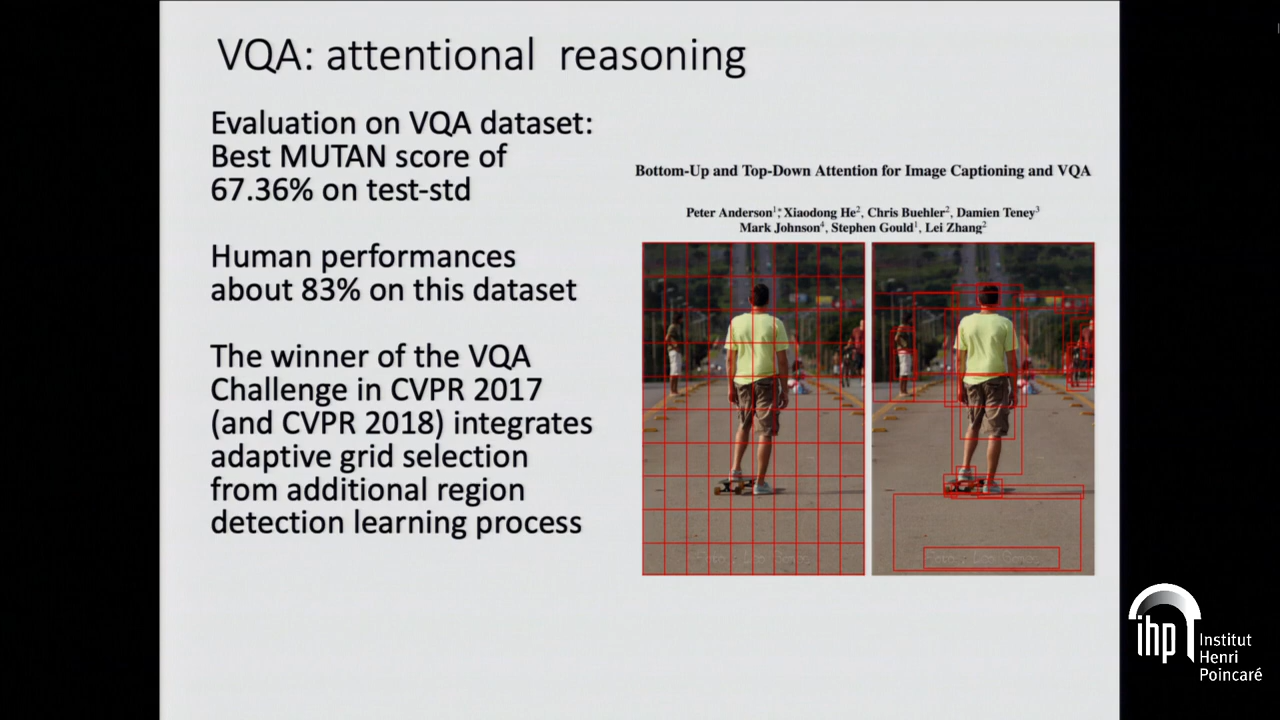 VQA: attentional reasoning
Evaluation on VQA dataset:
Best MUTAN score of
67.36% on test-std
Human performances
about 83% on this dataset
The winner of the VQA
Challenge in CVPR 2017
(and CVPR 2018) integrates
adaptive grid selection
from additional region
detection learning process
Bottom-Up and Top-Down Attention for Image Captioning and VQA
Peter Anderson¹*, Xiaodong He², Chris Buehler², Damien Teney³
Mark Johnson⁴, Stephen Gould¹, Lei Zhang²
ihp
Institut
Henri
Poincaré